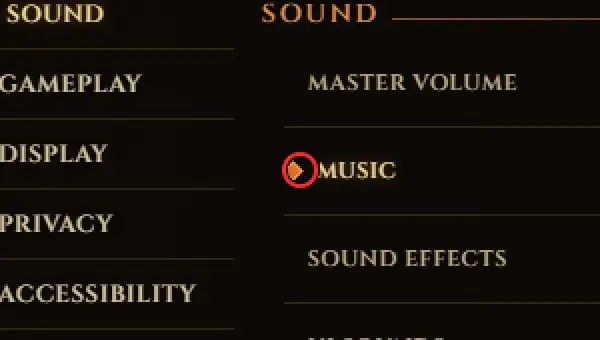 SOUND
GAMEPLAY
DISPLAY
PRIVACY
ACCESSIBILITY
SOUND
MASTER VOLUME
MUSIC
SOUND EFFECTS